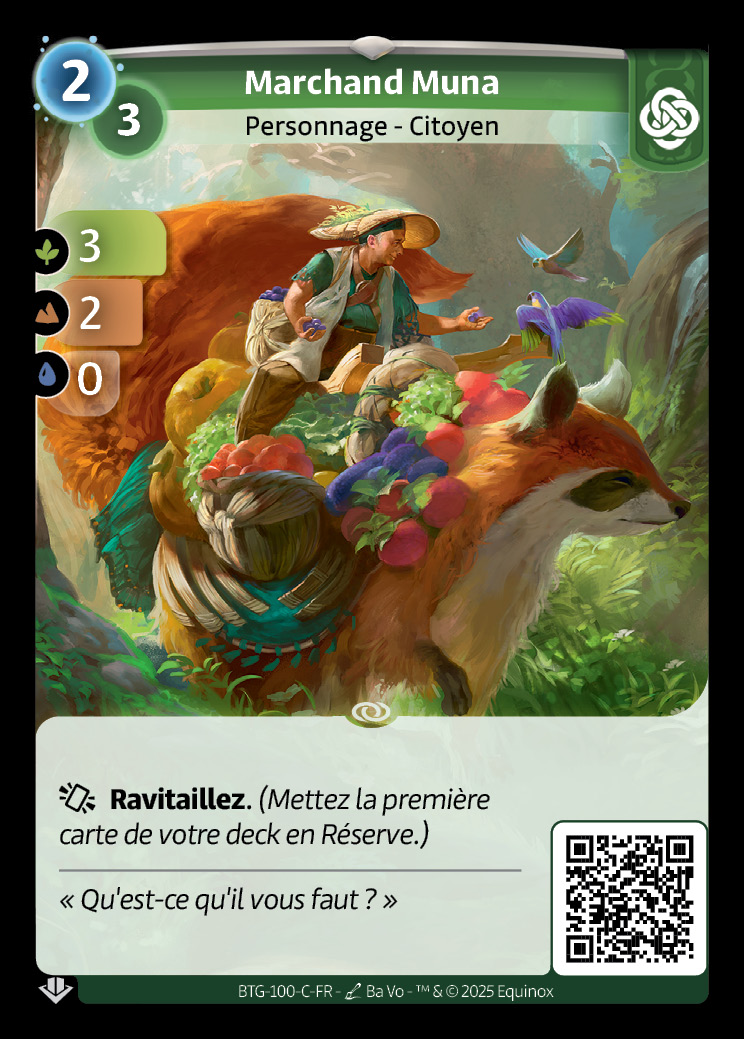 2
Marchand Muna
3
Personnage - Citoyen
3
2
0
Ravitaillez. (Mettez la première
carte de votre deck en Réserve.)
« Qu'est-ce qu'il vous faut ? »
BTG-100-C-FR - Ba Vo - ™ & © 2025 Equinox